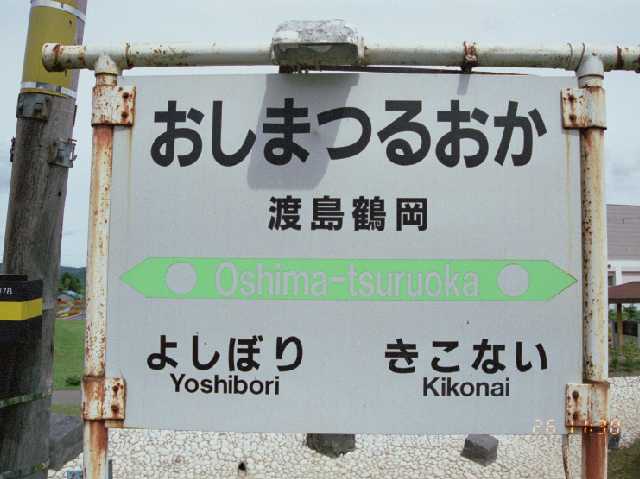 おしまつるおか
渡島鶴岡
Oshima-tsuruoka
よしぼり きこない
Yoshibori Kikonai